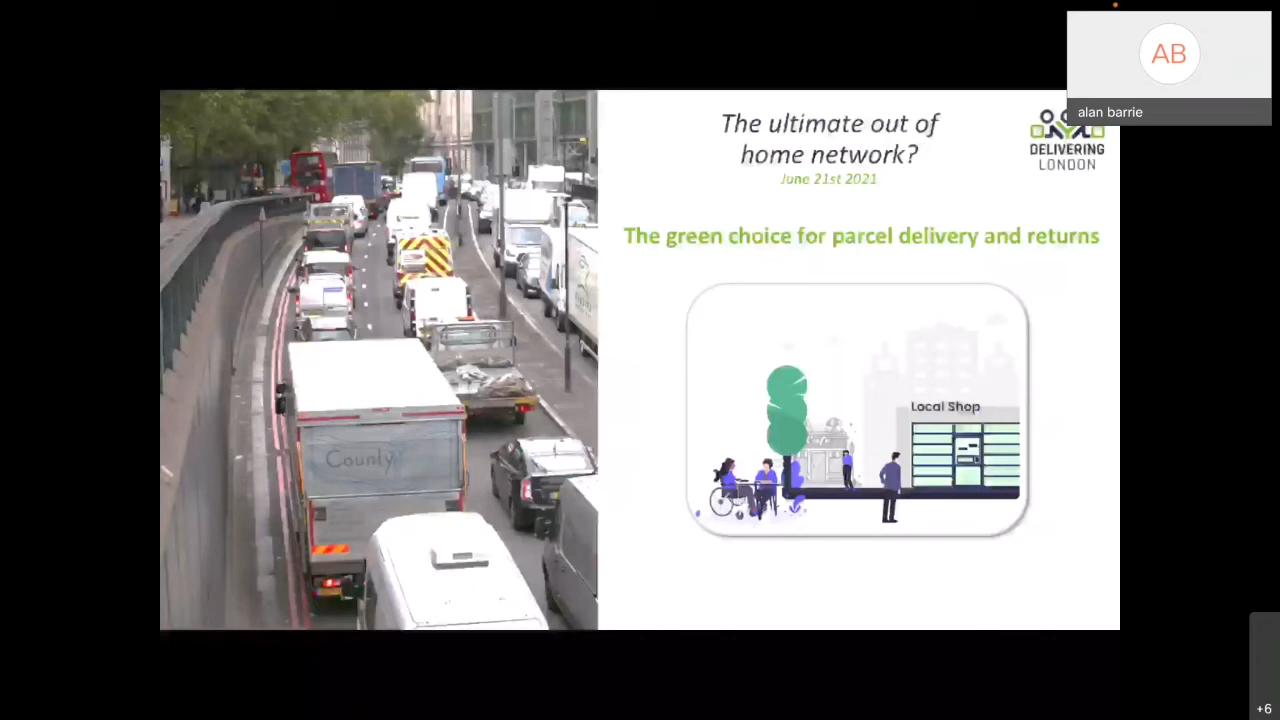 AB
alan barrie
The ultimate out of
home network?
June 21st 2021
DELIVERING
LONDON
The green choice for parcel delivery and returns
Local Shop
County
+6